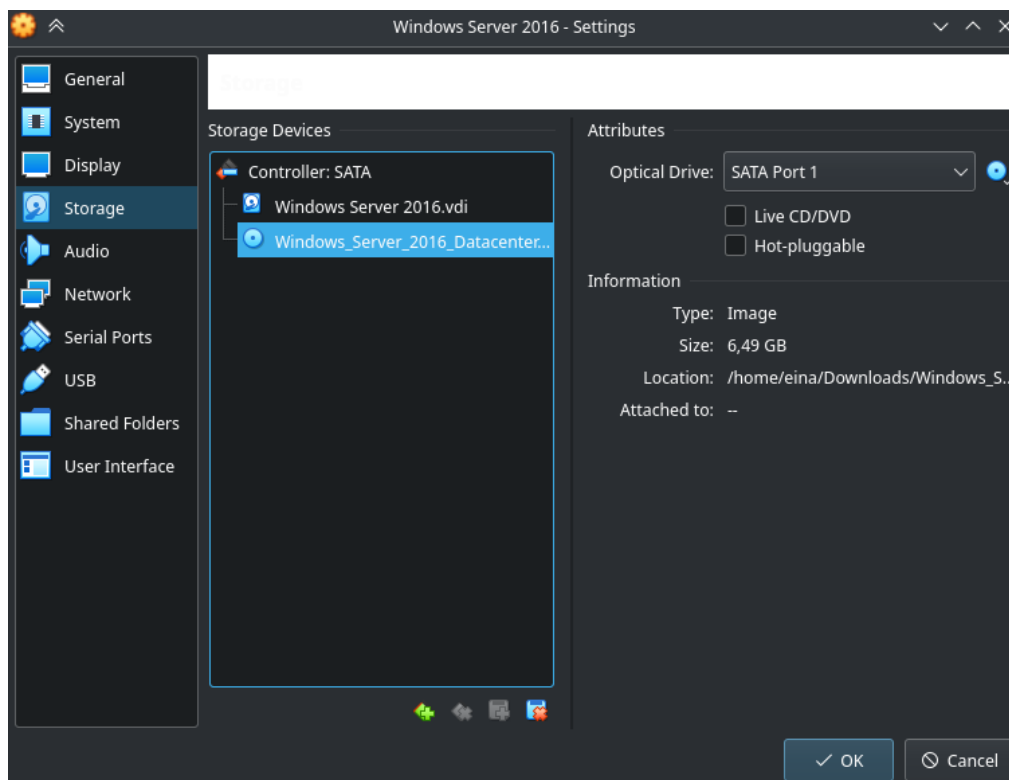 Windows Server 2016 - Settings
General
System
Display
Storage
Audio
Network
Serial Ports
USB
Shared Folders
User Interface
Storage Devices
Controller: SATA
Windows Server 2016.vdi
Windows_Server_2016_Datacenter...
Attributes
Optical Drive: SATA Port 1
Live CD/DVD
Hot-pluggable
Information
Type: Image
Size: 6,49 GB
Location: /home/eina/Downloads/Windows_S...
Attached to: --
OK
Cancel